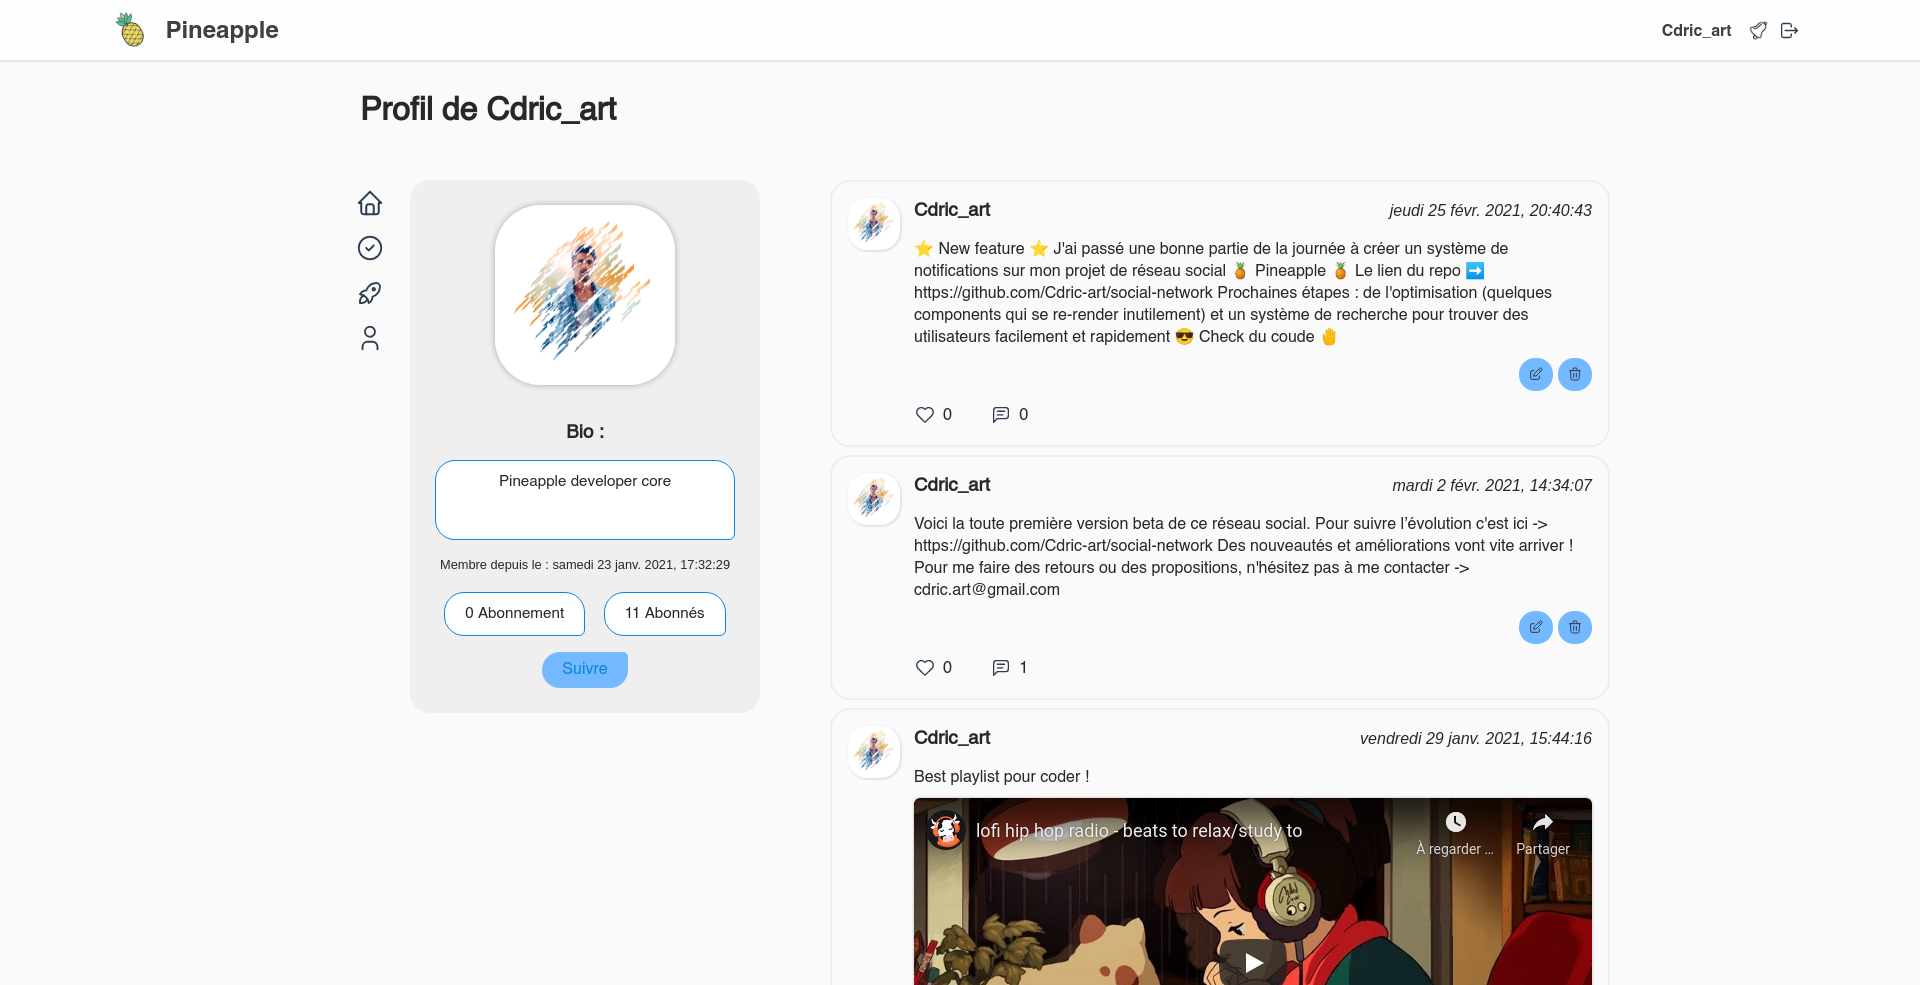 Pineapple
Cdric_art
Profil de Cdric_art
Bio :
Pineapple developer core
Membre depuis le : samedi 23 janv. 2021, 17:32:29
0 Abonnement
11 Abonnés
Suivre
Cdric_art
jeudi 25 févr. 2021, 20:40:43
⭐ New feature ⭐ J'ai passé une bonne partie de la journée à créer un système de
notifications sur mon projet de réseau social 🍍 Pineapple 🍍 Le lien du repo ➡️
https://github.com/Cdric-art/social-network Prochaines étapes : de l'optimisation (quelques
components qui se re-render inutilement) et un système de recherche pour trouver des
utilisateurs facilement et rapidement 😎 Check du coude 🤚
0
0
Cdric_art
mardi 2 févr. 2021, 14:34:07
Voici la toute première version beta de ce réseau social. Pour suivre l’évolution c'est ici ->
https://github.com/Cdric-art/social-network Des nouveautés et améliorations vont vite arriver !
Pour me faire des retours ou des propositions, n'hésitez pas à me contacter ->
cdric.art@gmail.com
0
1
Cdric_art
vendredi 29 janv. 2021, 15:44:16
Best playlist pour coder !
lofi hip hop radio - beats to relax/study to
À regarder ...
Partager